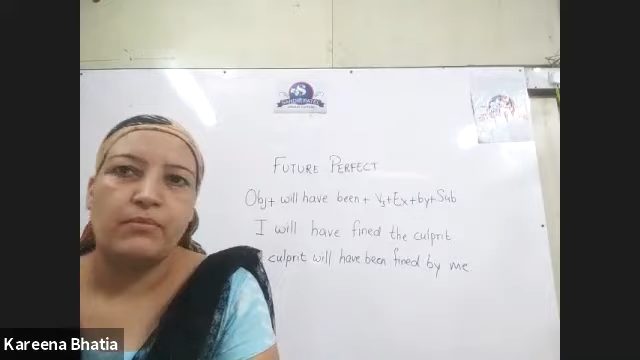 FUTURE PERFECT
Obj+ will have been + V3+Ex+by+Sub
I will have fined the culprit
culprit will have been fined by me
Kareena Bhatia